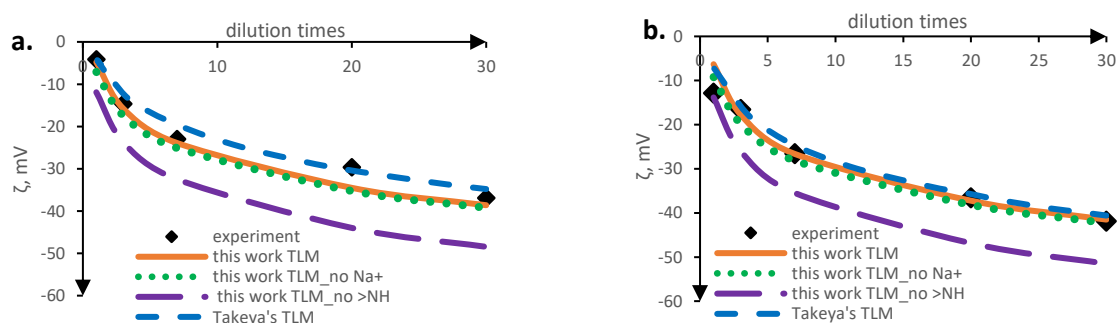 a.
dilution times
0
0
10
20
30
-10
-20
-30
-40
-50
-60
ζ, mV
experiment
this work TLM
this work TLM_no Na+
this work TLM_no >NH
Takeya's TLM
b.
dilution times
0
0
5
10
15
20
25
30
-10
-20
-30
-40
-50
-60
ζ, mV
experiment
this work TLM
this work TLM_no Na+
this work TLM_no >NH
Takeya's TLM